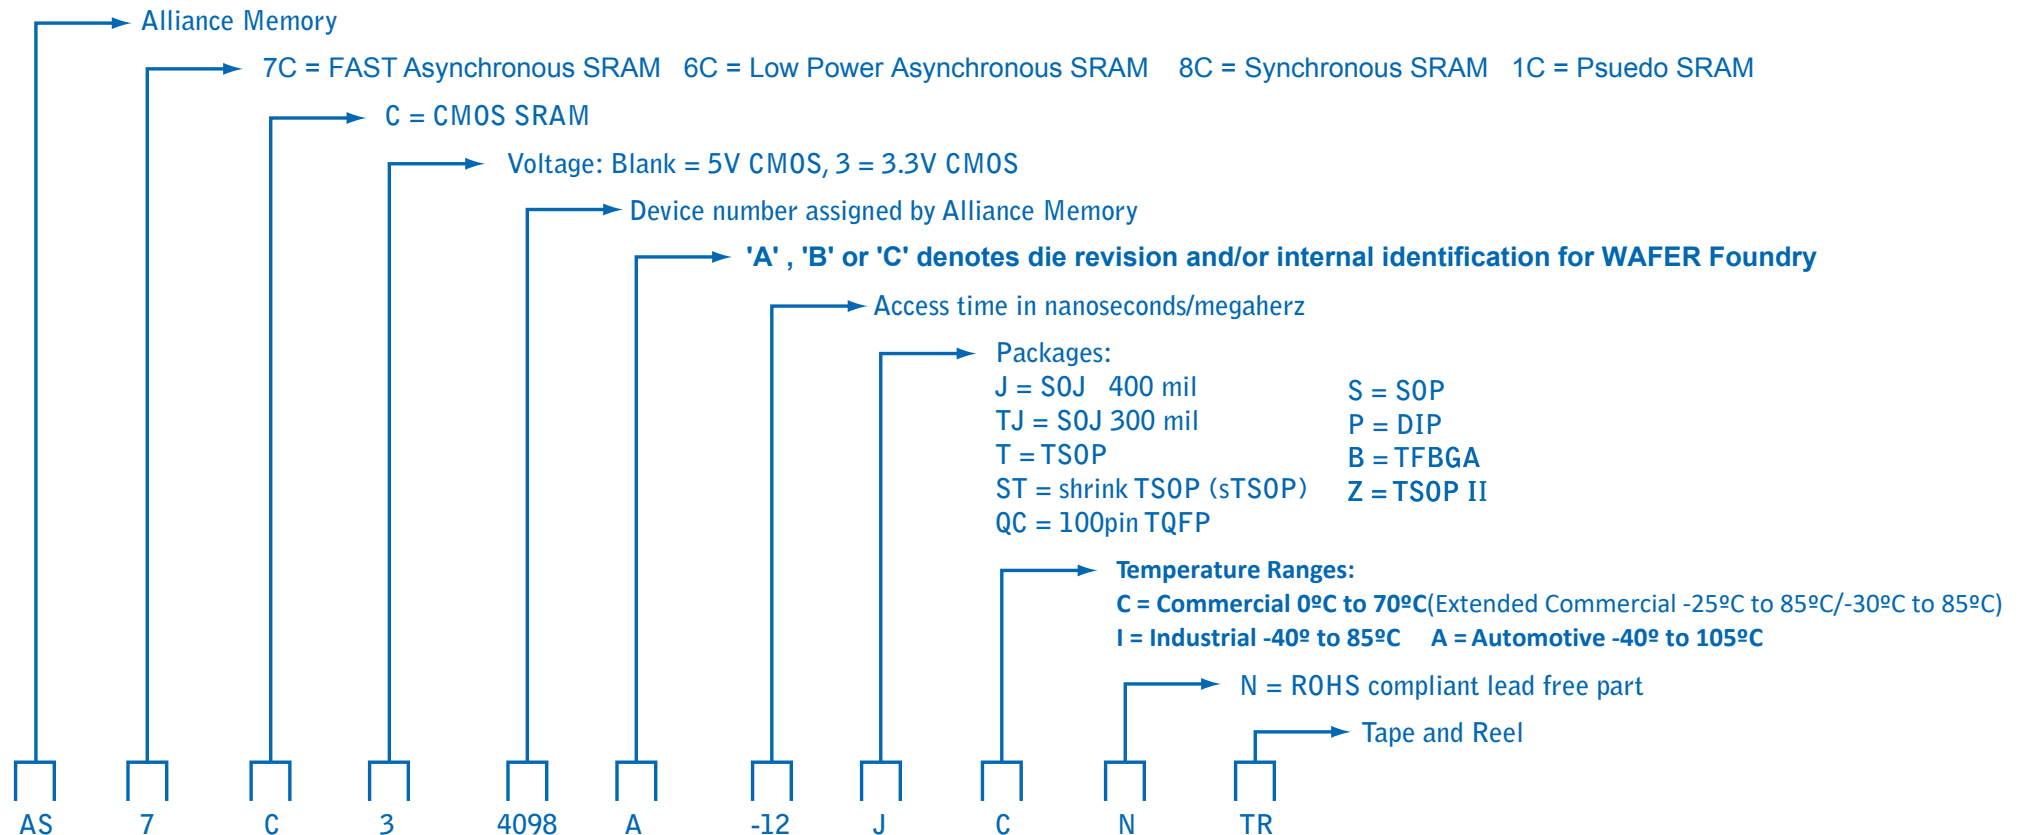 Alliance Memory
7C = FAST Asynchronous SRAM 6C = Low Power Asynchronous SRAM 8C = Synchronous SRAM 1C = Psuedo SRAM
C = CMOS SRAM
Voltage: Blank = 5V CMOS, 3 = 3.3V CMOS
Device number assigned by Alliance Memory
'A' , 'B' or 'C' denotes die revision and/or internal identification for WAFER Foundry
Access time in nanoseconds/megaherz
Packages:
J = SOJ 400 mil
TJ = SOJ 300 mil
T = TSOP
ST = shrink TSOP (sTSOP)
QC = 100pin TQFP
S = SOP
P = DIP
B = TFBGA
Z = TSOP II
Temperature Ranges:
C = Commercial 0ºC to 70ºC(Extended Commercial -25ºC to 85ºC/-30ºC to 85ºC)
I = Industrial -40º to 85ºC A = Automotive -40º to 105ºC
N = ROHS compliant lead free part
Tape and Reel
AS 7 C 3 4098 A -12 J C N TR